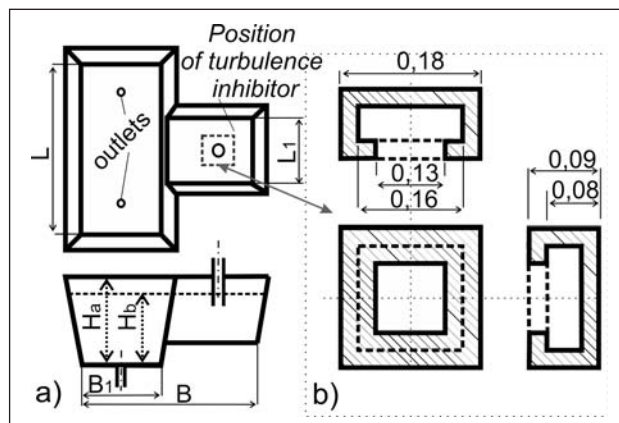 Position
of turbulence
inhibitor
outlets
L
L1
Ha
Hb
B1
B
a)
0,18
0,13
0,16
0,09
0,08
b)